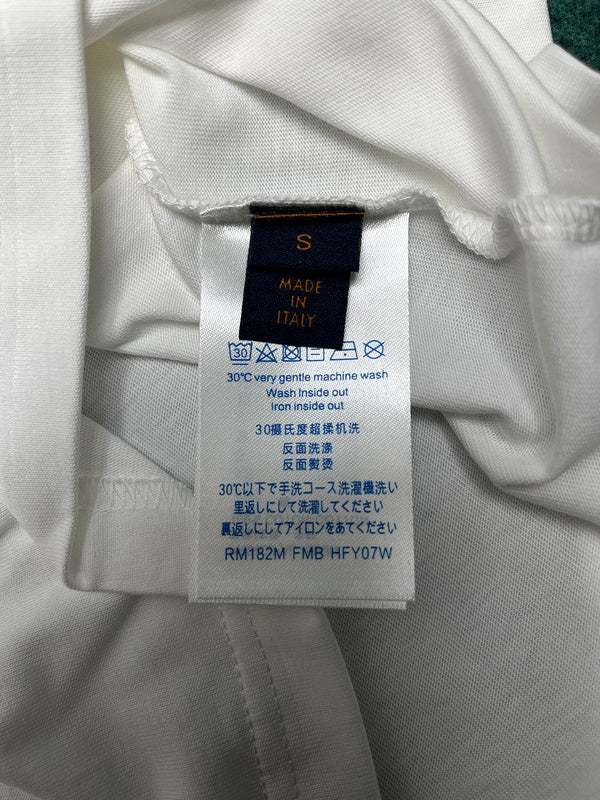 S
MADE
IN
ITALY
30
30℃ very gentle machine wash
Wash Inside out
Iron inside out
30摄氏度超柔机洗
反面洗涤
反面熨烫
30℃以下で手洗コース洗濯機洗い
里返しにして洗濯してください
裏返しにしてアイロンをあてください
RM182M FMB HFY07W